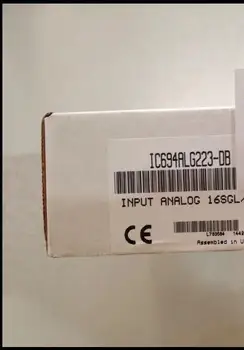 IC694ALG223-DB
INPUT ANALOG 16SGL/
CE
Assembled in U